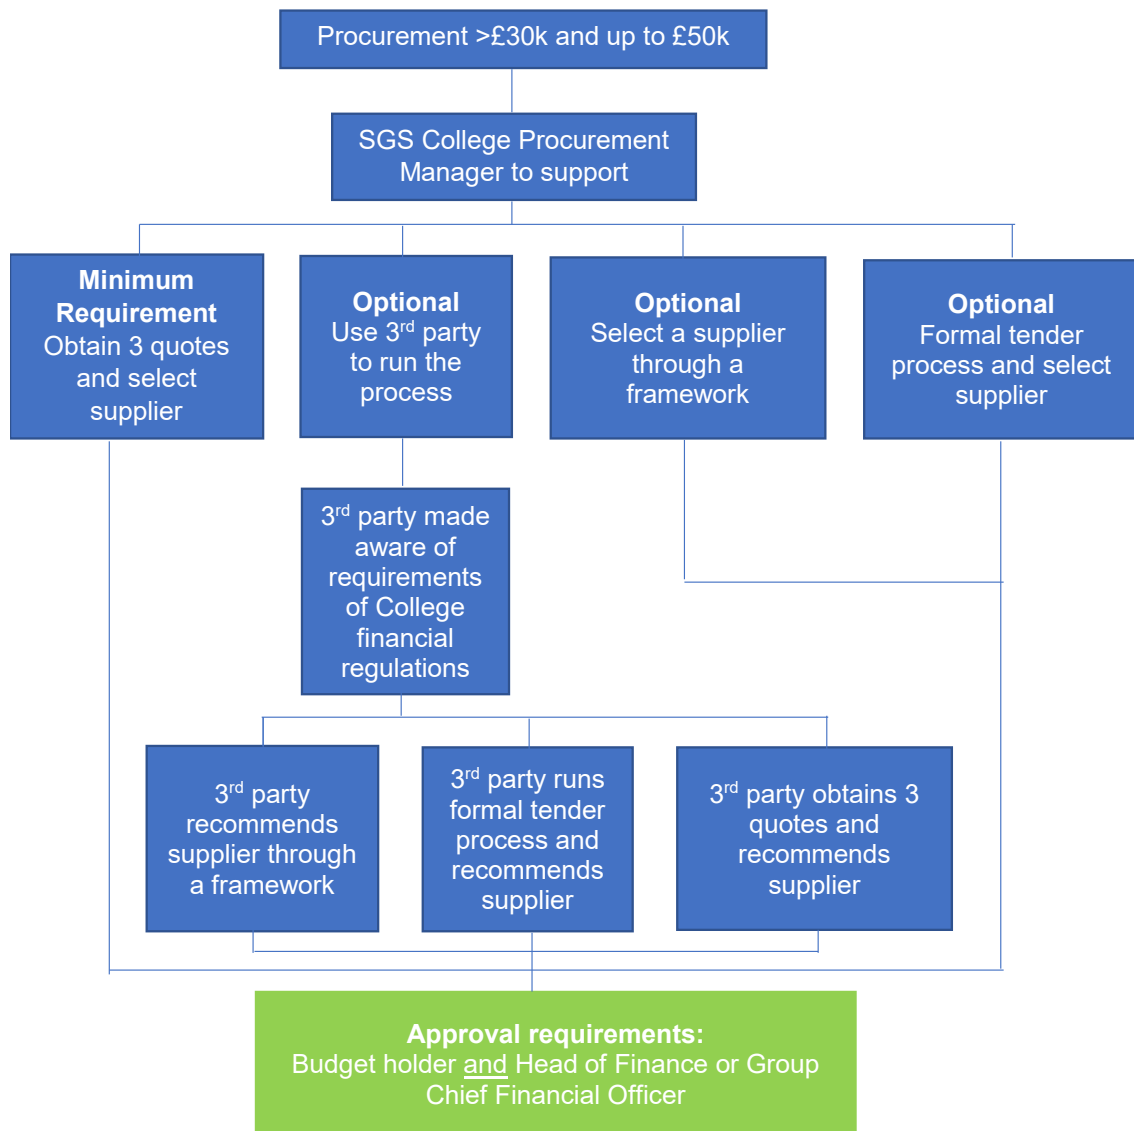 Procurement >£30k and up to £50k
SGS College Procurement
Manager to support
Minimum
Requirement
Obtain 3 quotes
and select
supplier
Optional
Use 3rd party
to run the
process
Optional
Select a supplier
through a
framework
Optional
Formal tender
process and select
supplier
3rd party made
aware of
requirements
of College
financial
regulations
3rd party
recommends
supplier through
a framework
3rd party runs
formal tender
process and
recommends
supplier
3rd party obtains 3
quotes and
recommends
supplier
Approval requirements:
Budget holder and Head of Finance or Group
Chief Financial Officer